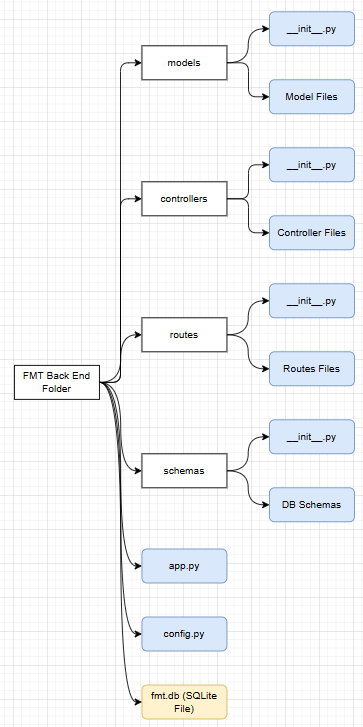 __init__.py
models
Model Files
__init__.py
controllers
Controller Files
__init__.py
routes
FMT Back End
Folder
Routes Files
__init__.py
schemas
DB Schemas
app.py
config.py
fmt.db (SQLite
File)